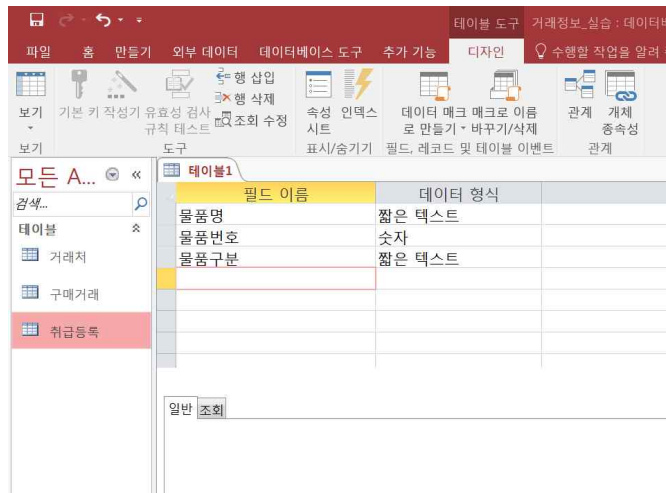 테이블 도구 거래정보_실습 : 데이터베
파일 홈 만들기 외부 데이터 데이터베이스 도구 추가 기능 디자인 수행할 작업을 알려
보기 기본 키 작성기 유효성 검사 규칙 테스트 행 삽입 행 삭제 조회 수정 속성 시트 인덱스 데이터 매크로 만들기 매크로 이름 바꾸기/삭제 관계 개체 종속성
보기 도구 표시/숨기기 필드, 레코드 및 테이블 이벤트 관계
모든 A... «
테이블1
검색...
필드 이름 데이터 형식
물품명 짧은 텍스트
테이블
물품번호 숫자
거래처
물품구분 짧은 텍스트
구매거래
취급등록
일반 조회